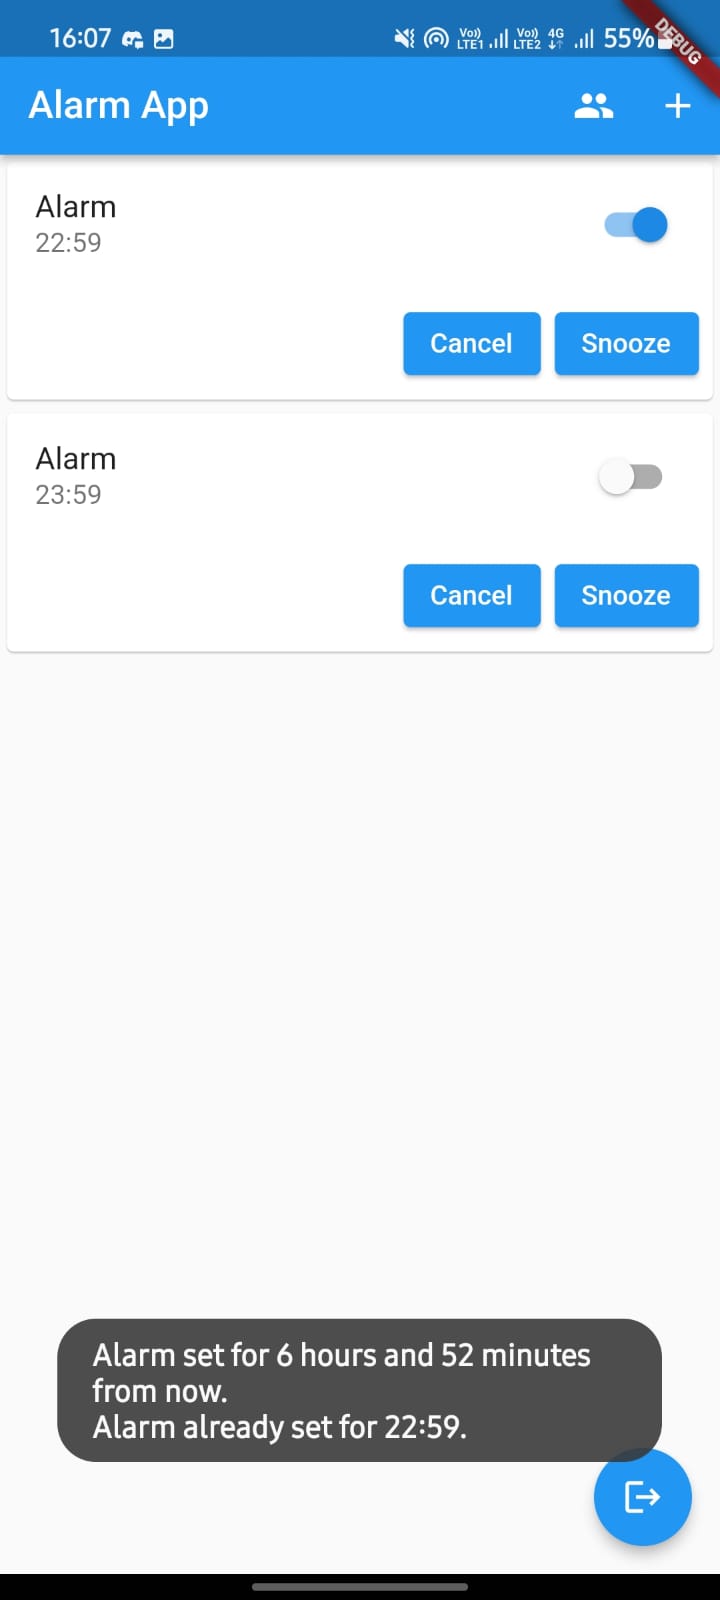 16:07
Vo)) LTE1 Vo)) LTE2 4G 55%
DEBUG
Alarm App
Alarm
22:59
Cancel Snooze
Alarm
23:59
Cancel Snooze
Alarm set for 6 hours and 52 minutes
from now.
Alarm already set for 22:59.